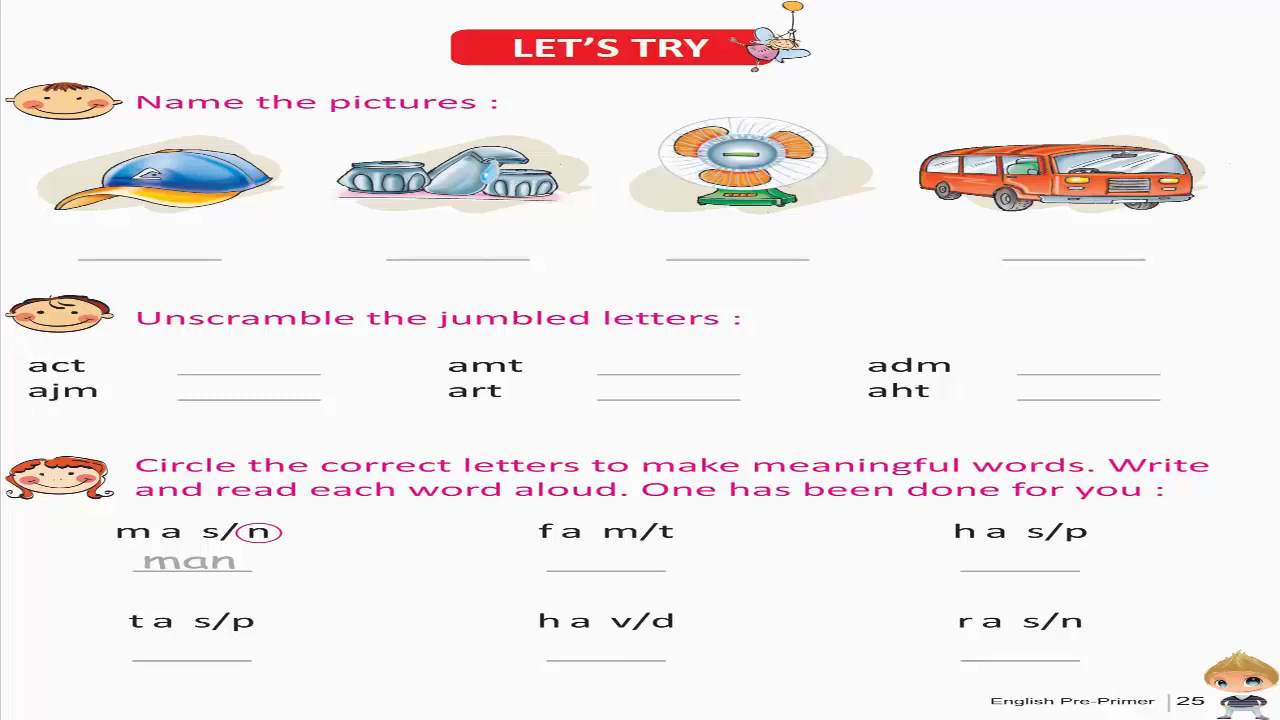 LET'S TRY
Name the pictures :
Unscramble the jumbled letters :
act amt adm
ajm art aht
Circle the correct letters to make meaningful words. Write
and read each word aloud. One has been done for you :
m a s/n f a m/t h a s/p
man
t a s/p h a v/d r a s/n
English Pre-Primer 25